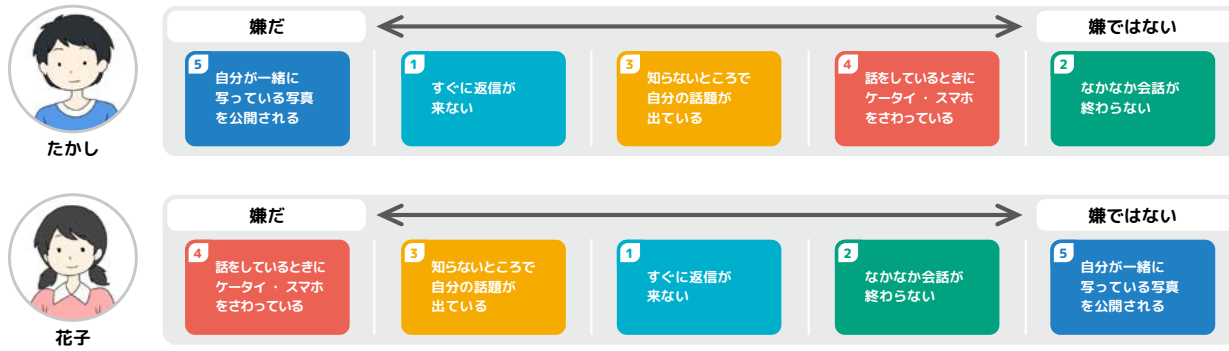 嫌だ
嫌ではない
5
自分が一緒に
写っている写真
を公開される
1
すぐに返信が
来ない
3
知らないところで
自分の話題が
出ている
4
話をしているときに
ケータイ・スマホ
をさわっている
2
なかなか会話が
終わらない
たかし
嫌だ
嫌ではない
4
話をしているときに
ケータイ・スマホ
をさわっている
3
知らないところで
自分の話題が
出ている
1
すぐに返信が
来ない
2
なかなか会話が
終わらない
5
自分が一緒に
写っている写真
を公開される
花子